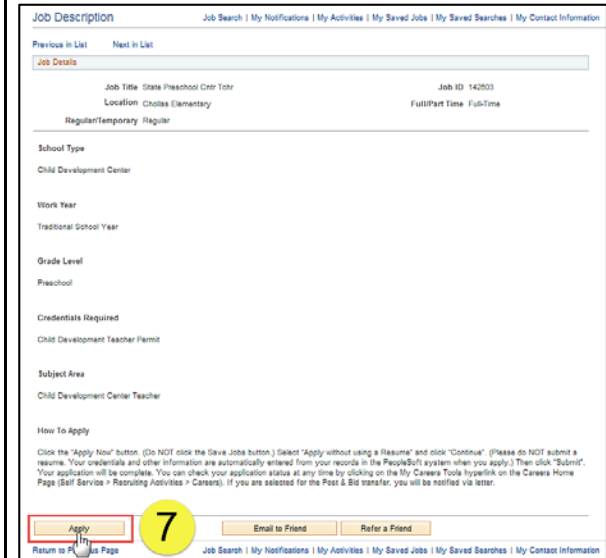 Job Description
Job Search | My Notifications | My Activities | My Saved Jobs | My Saved Searches | My Contact Information
Previous in List Next in List
Job Details
Job Title State Preschool Cntr Tchr Job ID 142603
Location Chollas Elementary Full/Part Time Full-Time
Regular/Temporary Regular
School Type
Child Development Center
Work Year
Traditional School Year
Grade Level
Preschool
Credentials Required
Child Development Teacher Permit
Subject Area
Child Development Center Teacher
How To Apply
Click the "Apply Now" button. (Do NOT click the Save Jobs button.) Select "Apply without using a Resume" and click "Continue". (Please do NOT submit a
resume. Your credentials and other information are automatically entered from your records in the PeopleSoft system when you apply.) Then click "Submit".
Your application will be complete. You can check your application status at any time by clicking on the My Careers Tools hyperlink on the Careers Home
Page (Self Service > Recruiting Activities > Careers). If you are selected for the Post & Bid transfer, you will be notified via letter.
Apply 7 Email to Friend Refer a Friend
Return to Page Job Search | My Notifications | My Activities | My Saved Jobs | My Saved Searches | My Contact Information